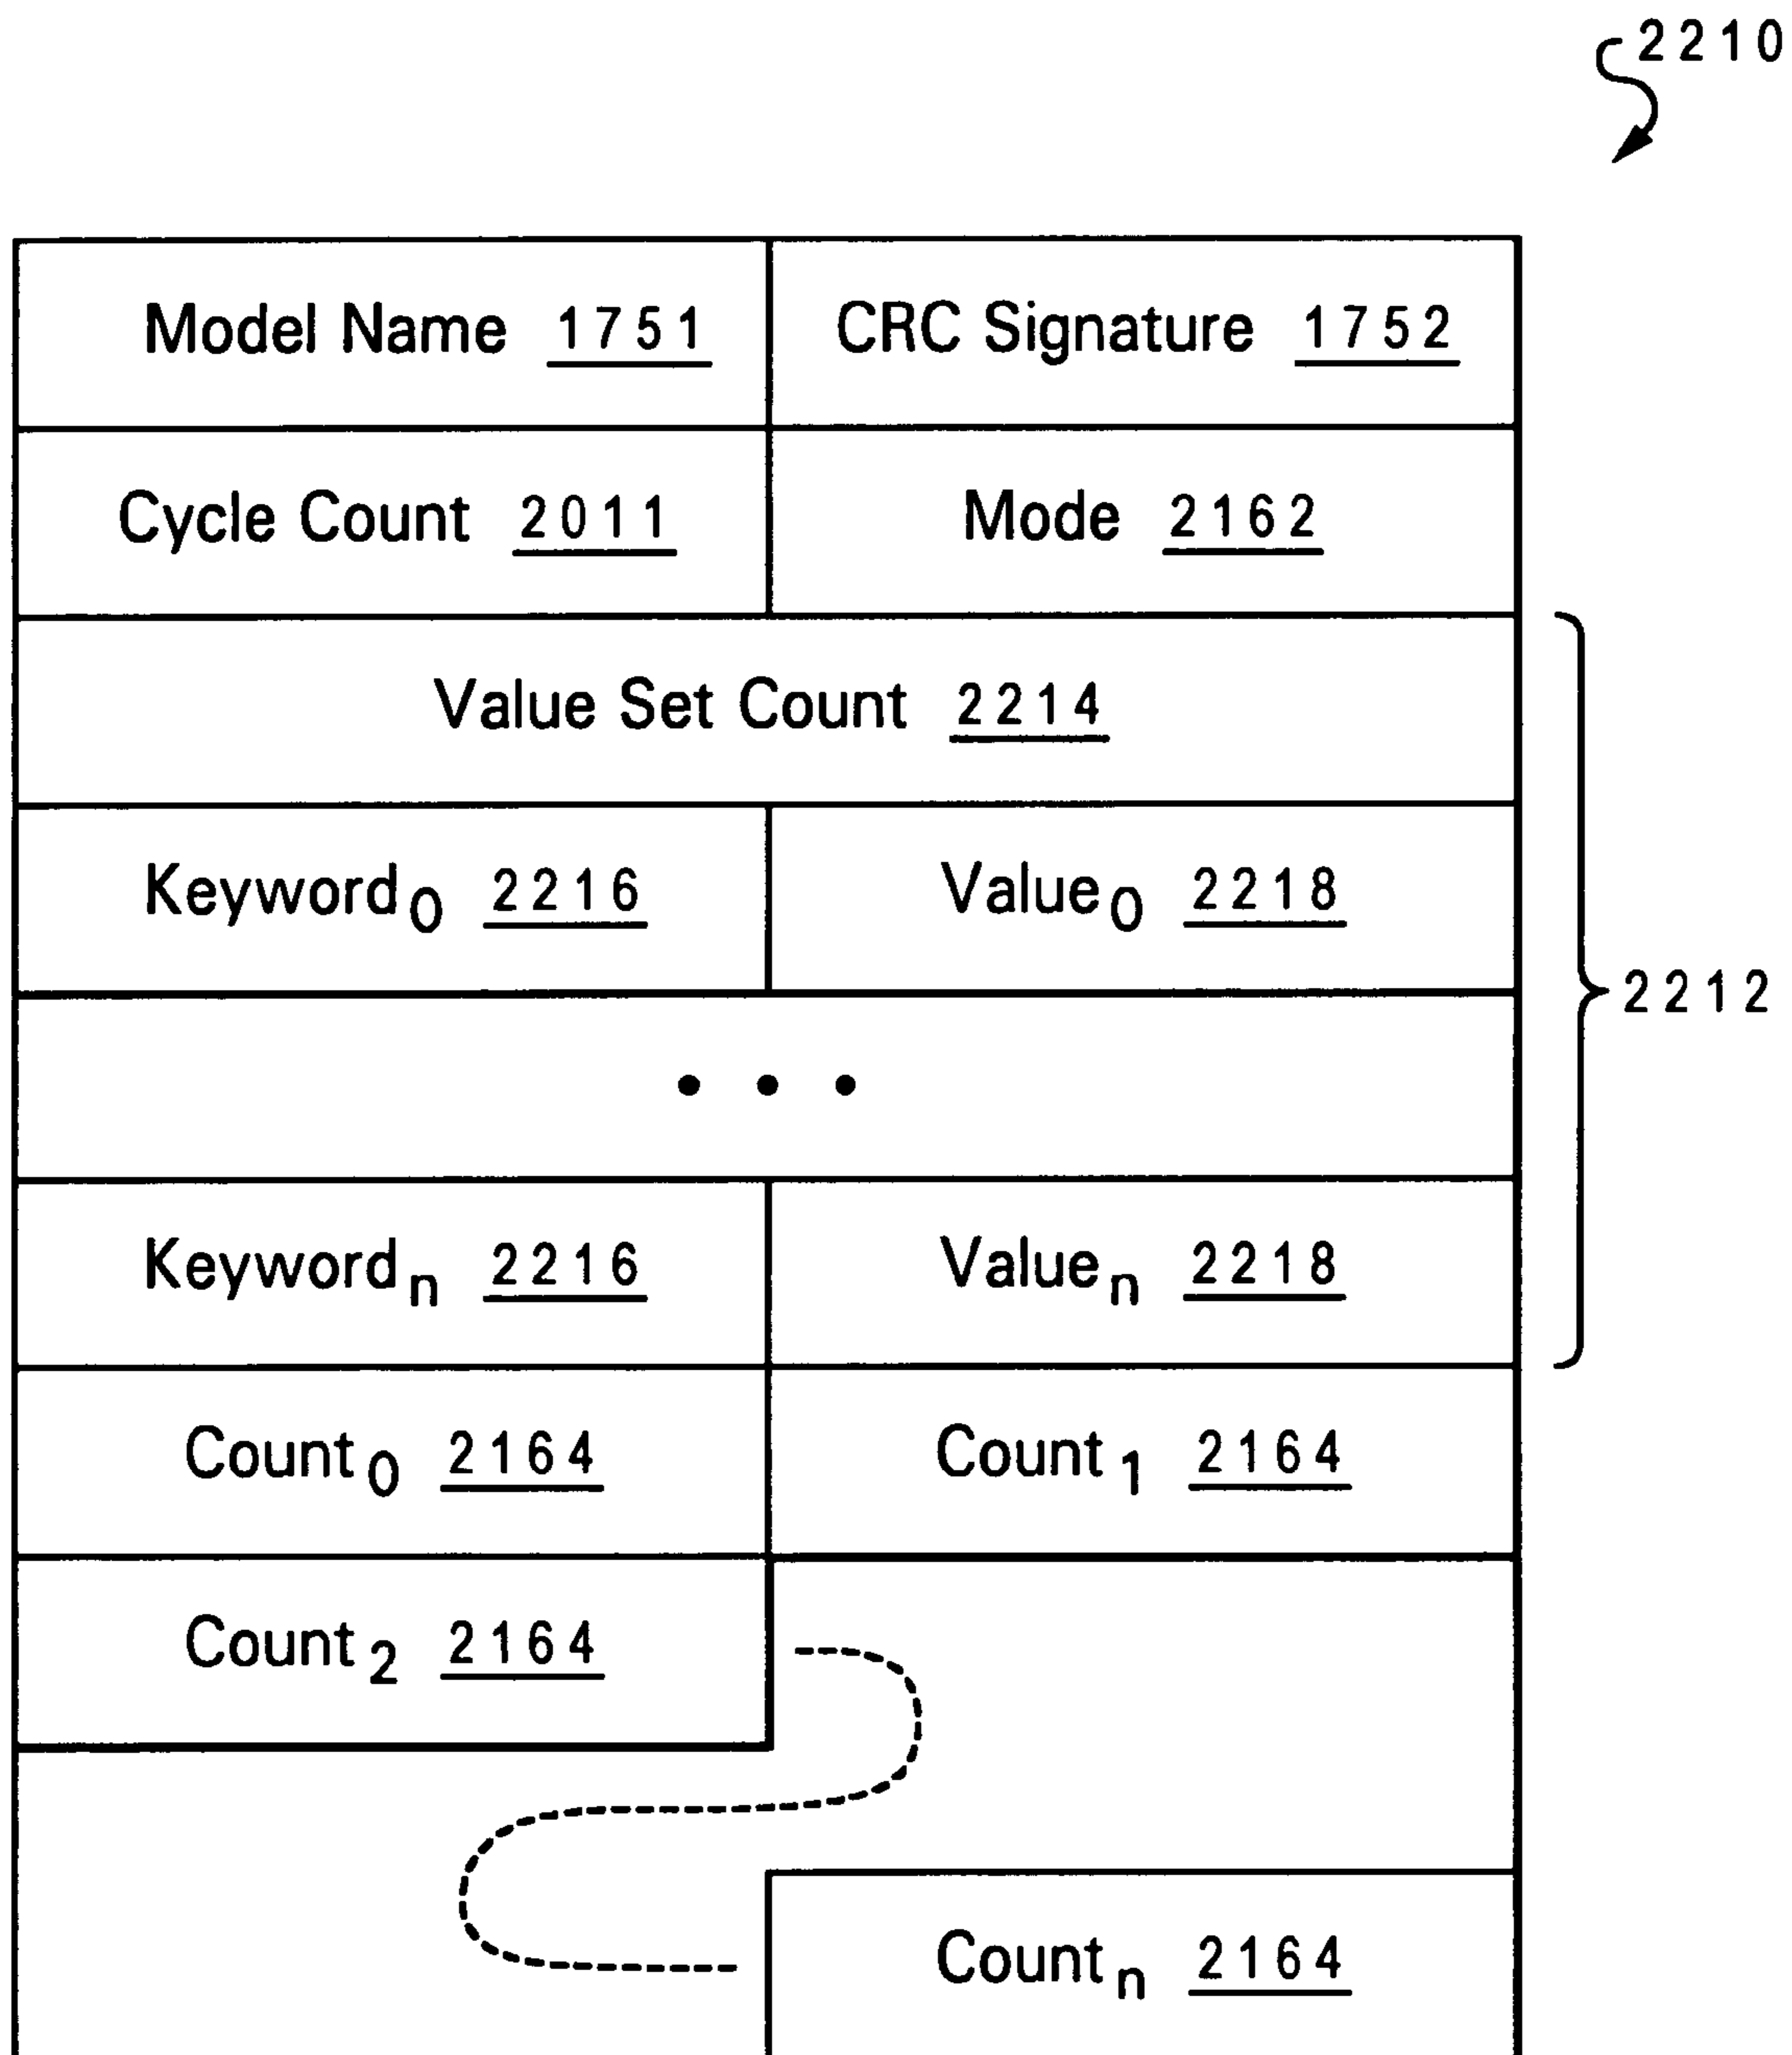 2210
Model Name 1751 CRC Signature 1752
Cycle Count 2011 Mode 2162
Value Set Count 2214
Keyword0 2216 Value0 2218
2212
• • •
Keywordn 2216 Valuen 2218
Count0 2164 Count1 2164
Count2 2164
Countn 2164